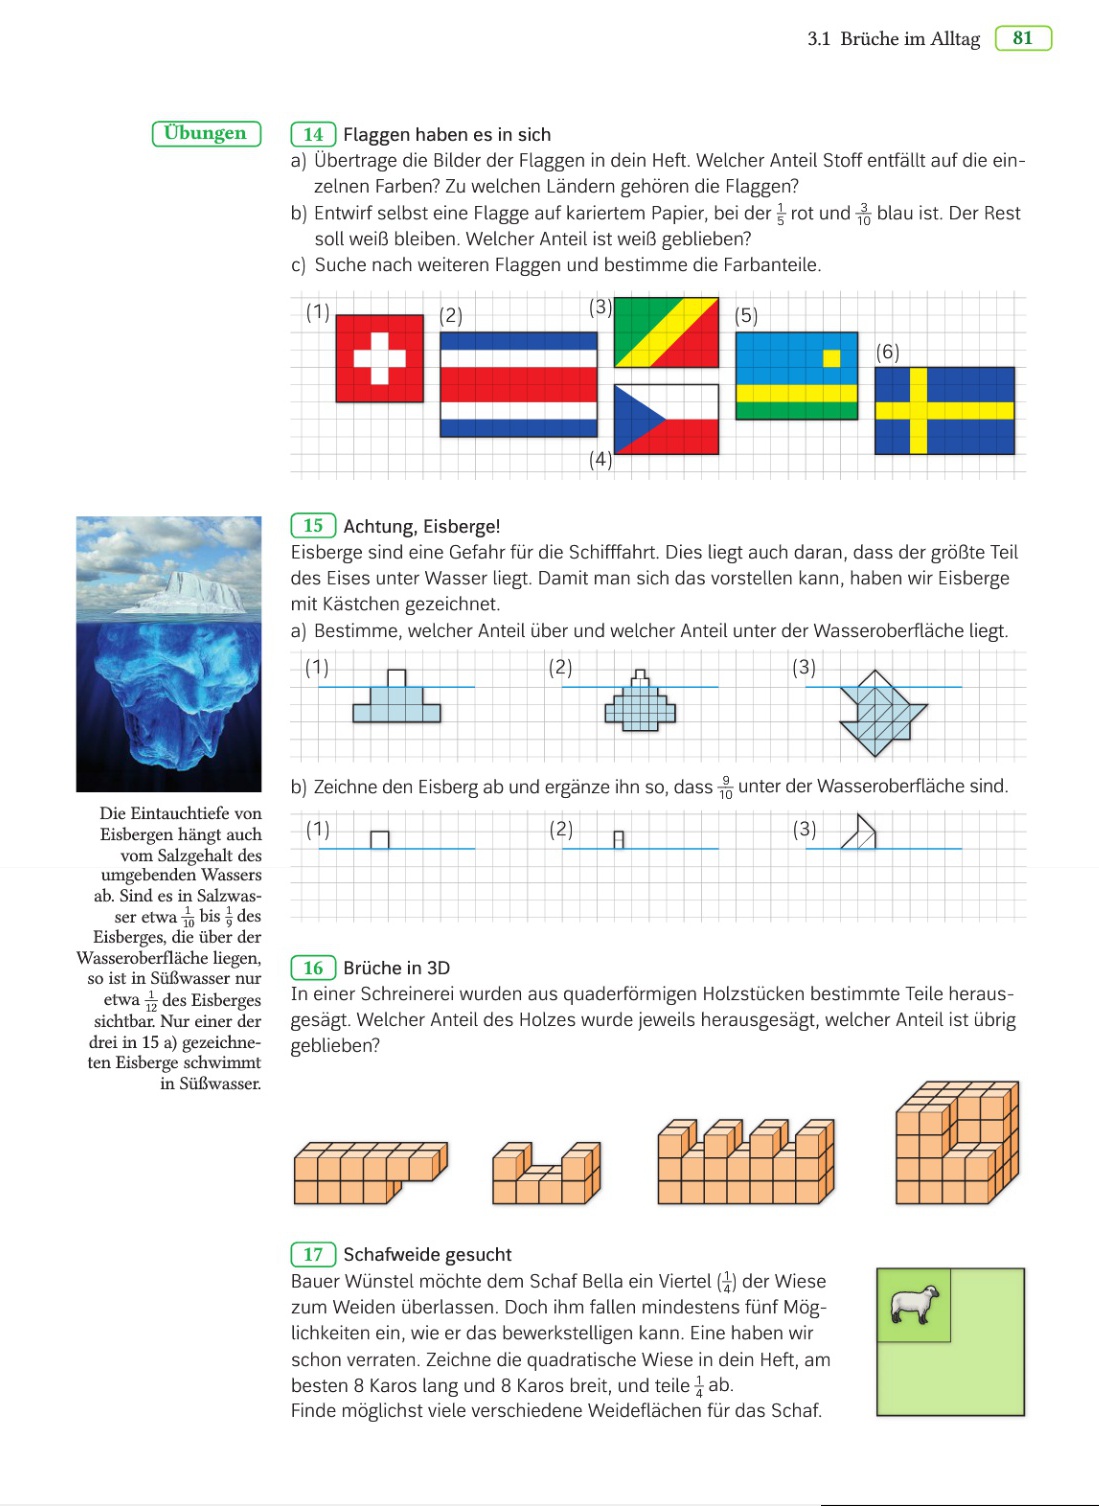 3.1 Brüche im Alltag 81
Übungen
14 Flaggen haben es in sich
a) Übertrage die Bilder der Flaggen in dein Heft. Welcher Anteil Stoff entfällt auf die ein-
zelnen Farben? Zu welchen Ländern gehören die Flaggen?
b) Entwirf selbst eine Flagge auf kariertem Papier, bei der 1/5 rot und 3/10 blau ist. Der Rest
soll weiß bleiben. Welcher Anteil ist weiß geblieben?
c) Suche nach weiteren Flaggen und bestimme die Farbanteile.
(1) (2) (3) (5)
(6)
(4)
15 Achtung, Eisberge!
Eisberge sind eine Gefahr für die Schifffahrt. Dies liegt auch daran, dass der größte Teil
des Eises unter Wasser liegt. Damit man sich das vorstellen kann, haben wir Eisberge
mit Kästchen gezeichnet.
a) Bestimme, welcher Anteil über und welcher Anteil unter der Wasseroberfläche liegt.
(1) (2) (3)
b) Zeichne den Eisberg ab und ergänze ihn so, dass 9/10 unter der Wasseroberfläche sind.
(1) (2) (3)
Die Eintauchtiefe von
Eisbergen hängt auch
vom Salzgehalt des
umgebenden Wassers
ab. Sind es in Salzwas-
ser etwa 1/10 bis 1/9 des
Eisberges, die über der
Wasseroberfläche liegen,
so ist in Süßwasser nur
etwa 1/12 des Eisberges
sichtbar. Nur einer der
drei in 15 a) gezeichne-
ten Eisberge schwimmt
in Süßwasser.
16 Brüche in 3D
In einer Schreinerei wurden aus quaderförmigen Holzstücken bestimmte Teile heraus-
gesägt. Welcher Anteil des Holzes wurde jeweils herausgesägt, welcher Anteil ist übrig
geblieben?
17 Schafweide gesucht
Bauer Wünstel möchte dem Schaf Bella ein Viertel (1/4) der Wiese
zum Weiden überlassen. Doch ihm fallen mindestens fünf Mög-
lichkeiten ein, wie er das bewerkstelligen kann. Eine haben wir
schon verraten. Zeichne die quadratische Wiese in dein Heft, am
besten 8 Karos lang und 8 Karos breit, und teile 1/4 ab.
Finde möglichst viele verschiedene Weideflächen für das Schaf.